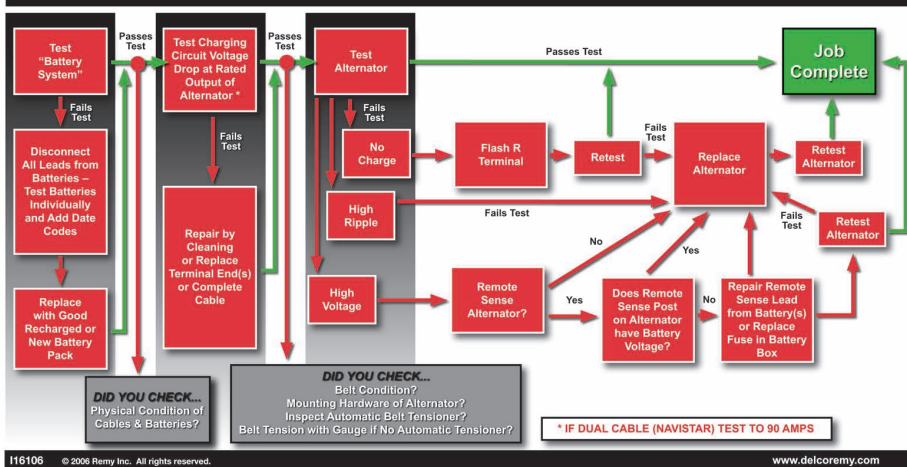 Test
"Battery
System"
Passes
Test
Test Charging
Circuit Voltage
Drop at Rated
Output of
Alternator *
Passes
Test
Test
Alternator
Passes Test
Job
Complete
Fails
Test
Disconnect
All Leads from
Batteries –
Test Batteries
Individually
and Add Date
Codes
Replace
with Good
Recharged or
New Battery
Pack
Fails
Test
Repair by
Cleaning
or Replace
Terminal End(s)
or Complete
Cable
Fails
Test
No
Charge
Flash R
Terminal
Retest
Fails
Test
Replace
Alternator
Retest
Alternator
High
Ripple
Fails Test
High
Voltage
Remote
Sense
Alternator?
No
Yes
Does Remote
Sense Post
on Alternator
have Battery
Voltage?
Yes
No
Repair Remote
Sense Lead
from Battery(s)
or Replace
Fuse in Battery
Box
Fails
Test
Retest
Alternator
DID YOU CHECK...
Physical Condition of
Cables & Batteries?
DID YOU CHECK...
Belt Condition?
Mounting Hardware of Alternator?
Inspect Automatic Belt Tensioner?
Belt Tension with Gauge if No Automatic Tensioner?
* IF DUAL CABLE (NAVISTAR) TEST TO 90 AMPS
I16106 © 2006 Remy Inc. All rights reserved.
www.delcoremy.com